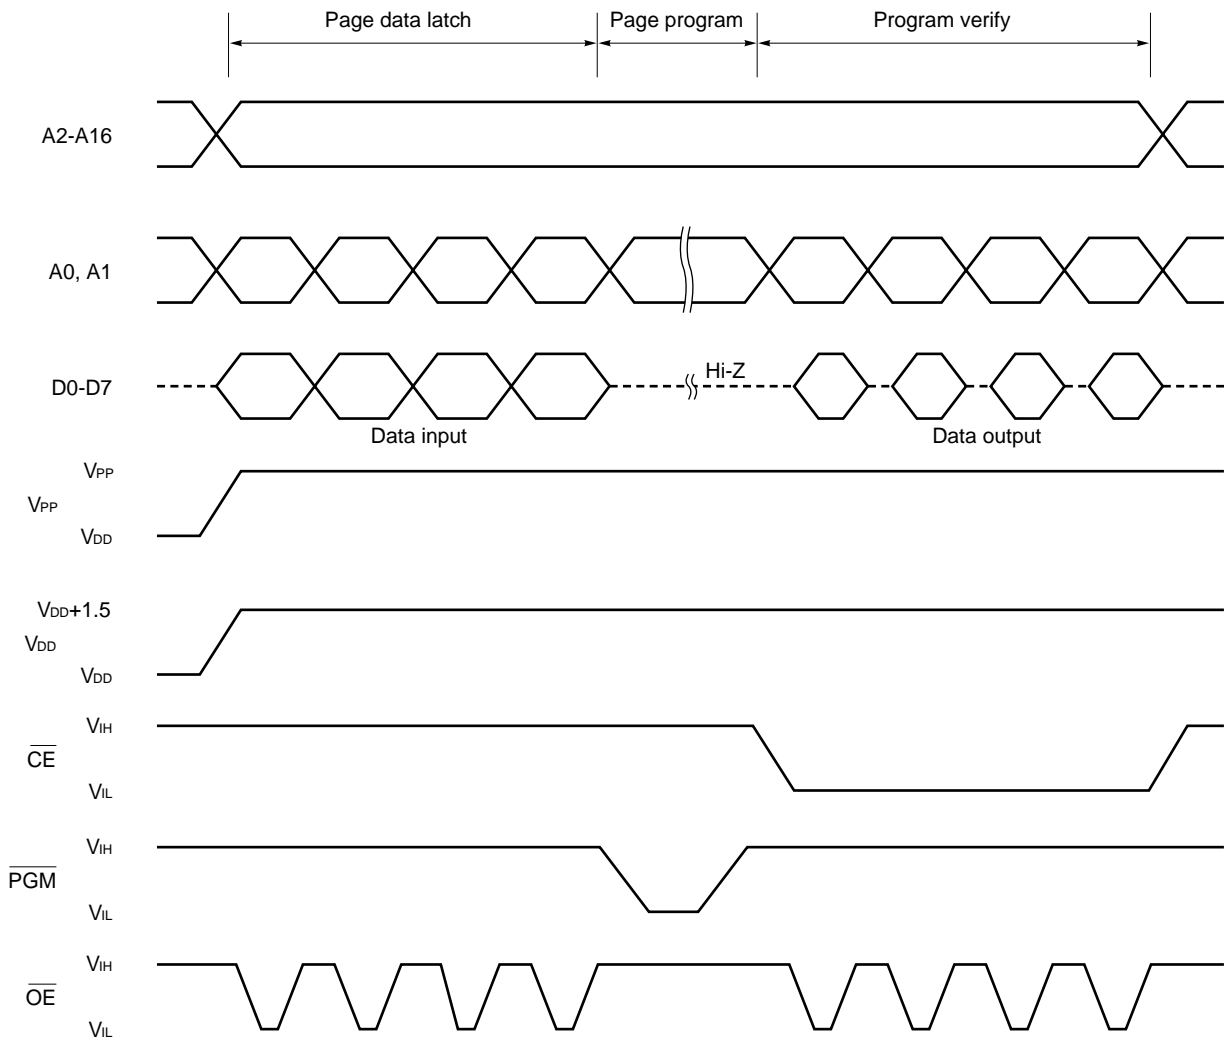 Page data latch
Page program
Program verify
A2-A16
A0, A1
D0-D7
Hi-Z
Data input
Data output
VPP
VPP
VDD
VDD+1.5
VDD
VDD
VIH
CE
VIL
VIH
PGM
VIL
VIH
OE
VIL